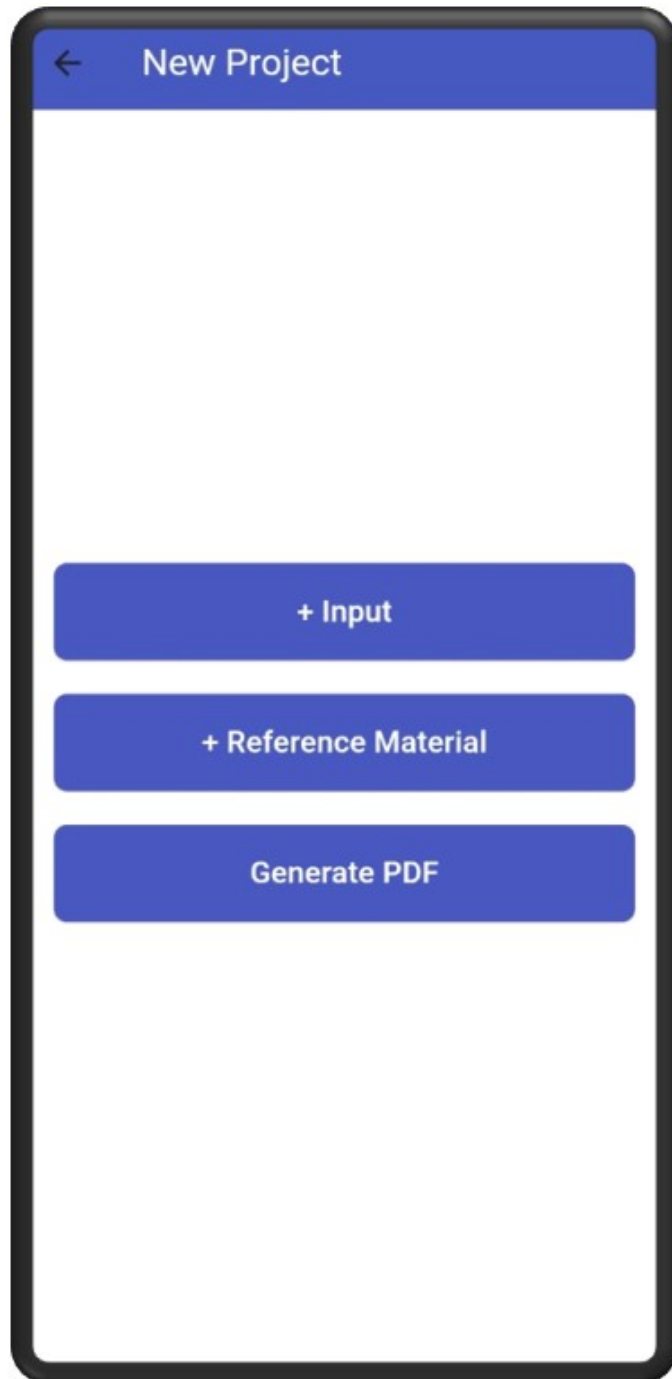 New Project
+ Input
+ Reference Material
Generate PDF